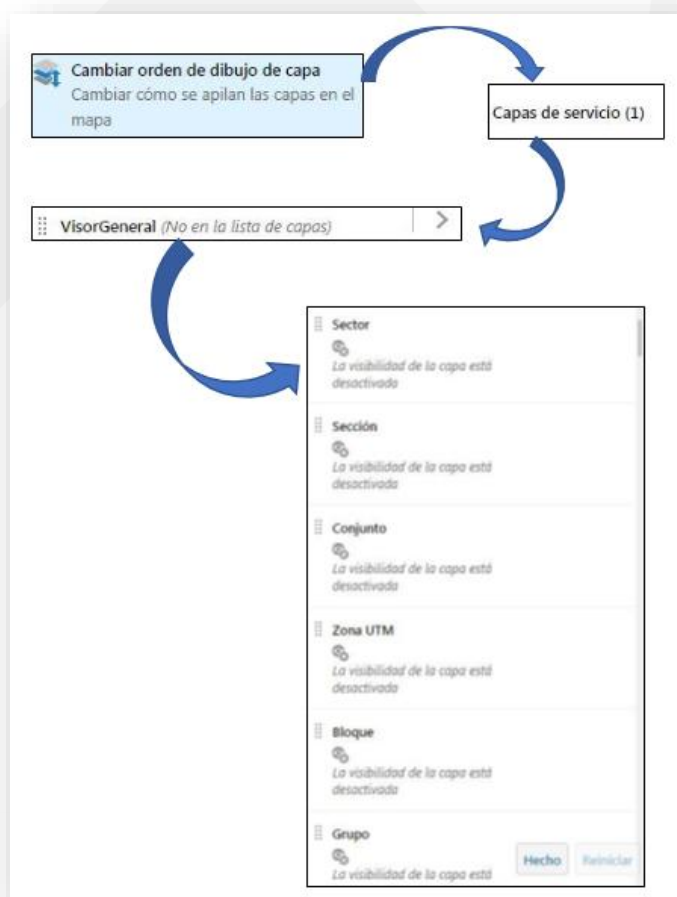 Cambiar orden de dibujo de capa
Cambiar cómo se apilan las capas en el
mapa
Capas de servicio (1)
VisorGeneral (No en la lista de capas)
Sector
La visibilidad de la capa está
desactivada
Sección
La visibilidad de la capa está
desactivada
Conjunto
La visibilidad de la capa está
desactivada
Zona UTM
La visibilidad de la capa está
desactivada
Bloque
La visibilidad de la capa está
desactivada
Grupo
La visibilidad de la capa está
Hecho Reiniciar